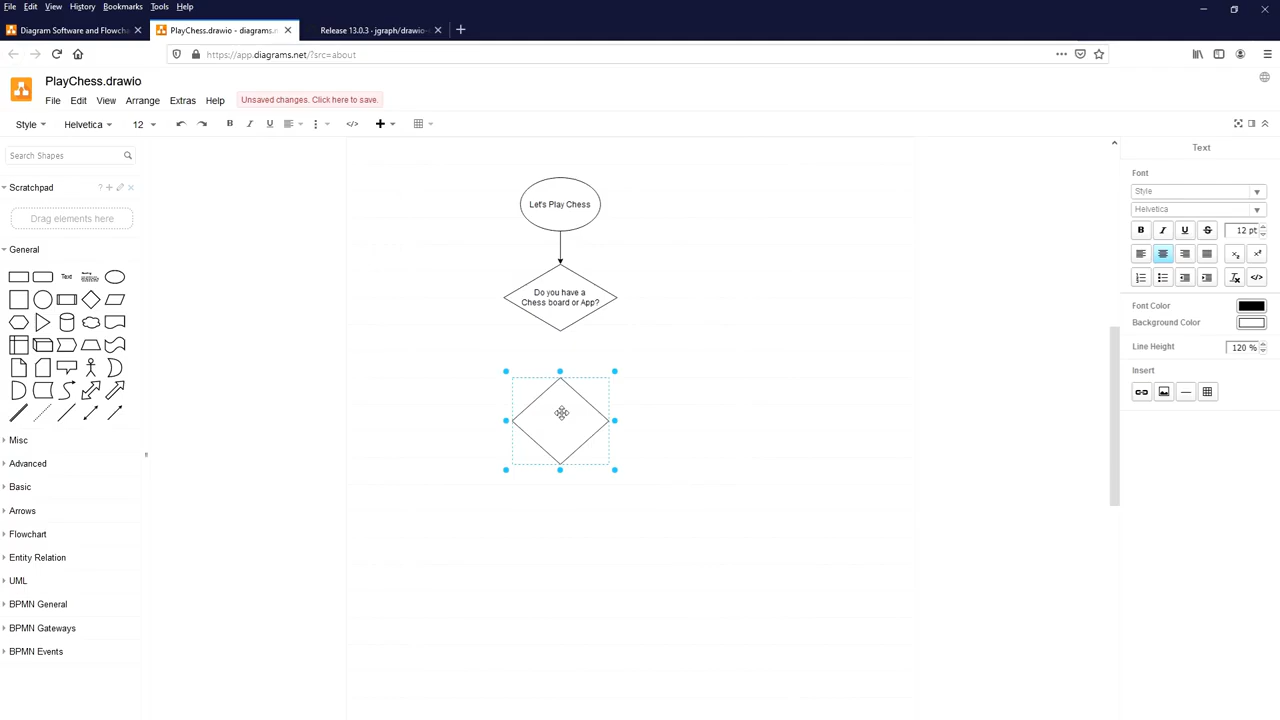 File Edit View History Bookmarks Tools Help
Diagram Software and Flowcha
PlayChess.drawio - diagrams.n
Release 13.0.3 · jgraph/drawio-
https://app.diagrams.net/?src=about
PlayChess.drawio
File Edit View Arrange Extras Help
Unsaved changes. Click here to save.
Style
Helvetica
12
B I U
Search Shapes
Scratchpad
?
Drag elements here
General
Text
Misc
Advanced
Basic
Arrows
Flowchart
Entity Relation
UML
BPMN General
BPMN Gateways
BPMN Events
Let's Play Chess
Do you have a
Chess board or App?
Text
Font
Style
Helvetica
B I U S 12 pt
Font Color
Background Color
Line Height 120 %
Insert